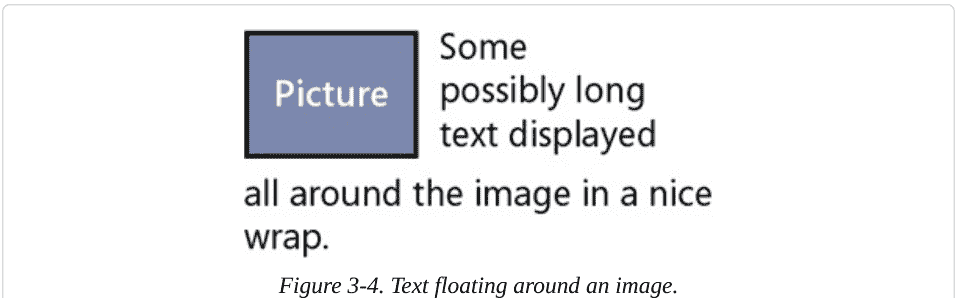 Picture
Some
possibly long
text displayed
all around the image in a nice
wrap.
Figure 3-4. Text floating around an image.